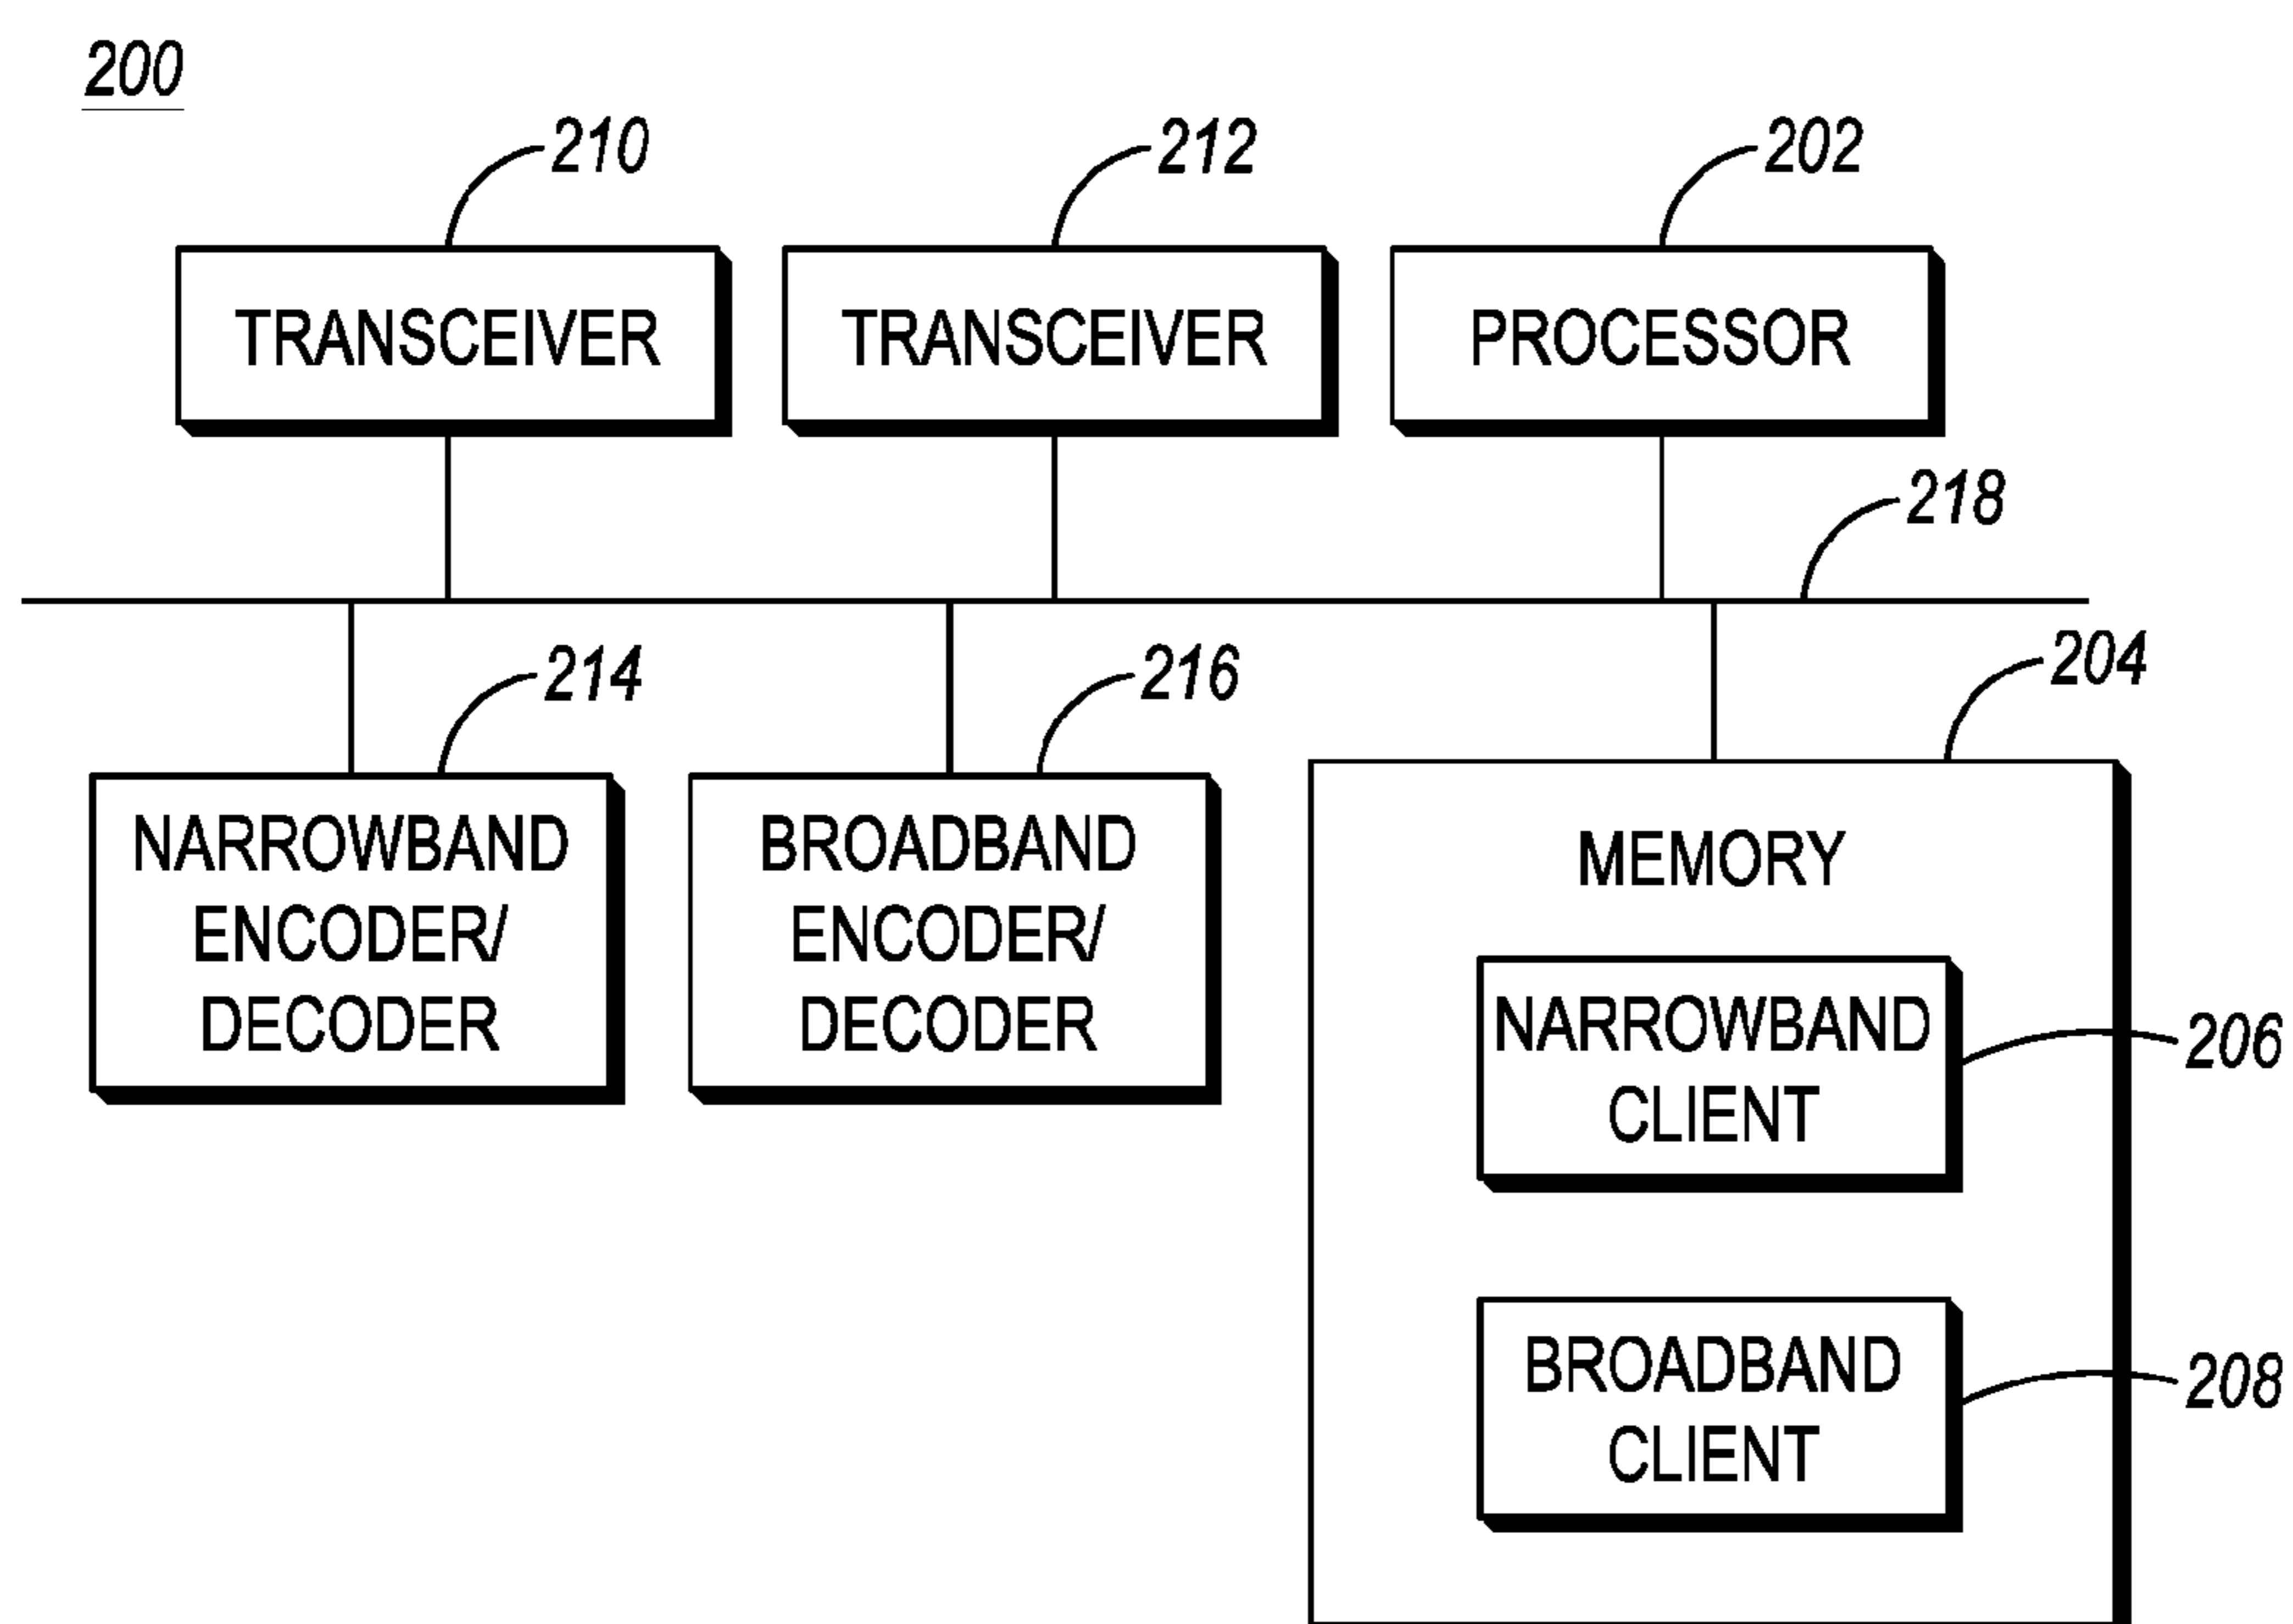 200
210
212
202
TRANSCEIVER
TRANSCEIVER
PROCESSOR
218
214
216
204
NARROWBAND
ENCODER/
DECODER
BROADBAND
ENCODER/
DECODER
MEMORY
NARROWBAND
CLIENT
206
BROADBAND
CLIENT
208